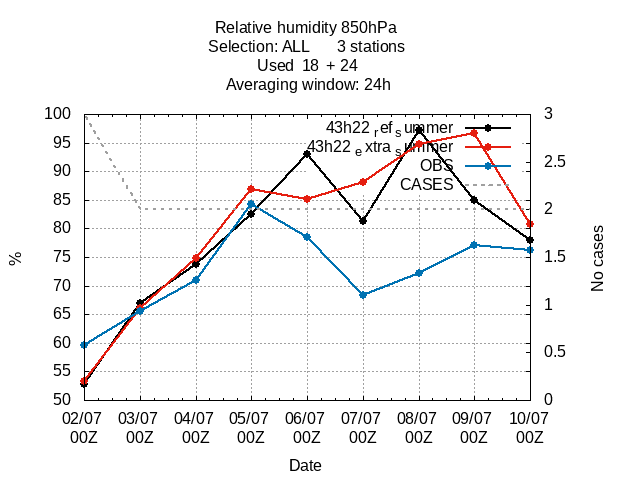 Relative humidity 850hPa
Selection: ALL 3 stations
Used 18 + 24
Averaging window: 24h
43h22_ref_summer
43h22_extra_summer
OBS
CASES
100
95
90
85
80
75
70
65
60
55
50
%
3
2.5
2
1.5
1
0.5
0
No cases
02/07 03/07 04/07 05/07 06/07 07/07 08/07 09/07 10/07
00Z 00Z 00Z 00Z 00Z 00Z 00Z 00Z 00Z
Date